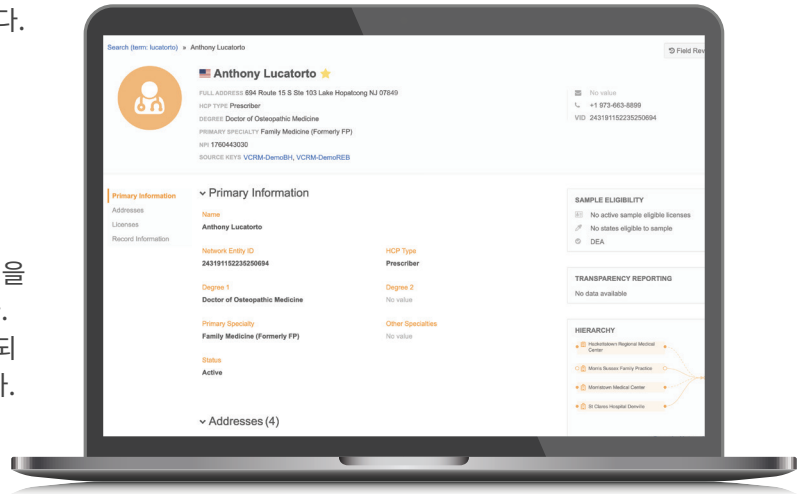 다.
을
되
Search (term: lucatorto) » Anthony Lucatorto
Field Rev
Anthony Lucatorto
FULL ADDRESS 694 Route 15 S Ste 103 Lake Hopatcong NJ 07849
HCP TYPE Prescriber
DEGREE Doctor of Osteopathic Medicine
PRIMARY SPECIALTY Family Medicine (Formerly FP)
NPI 1760443030
SOURCE KEYS VCRM-DemoBH, VCRM-DemoREB
No value
+1 973-663-8899
VID 243191152235250694
Primary Information
Addresses
Licenses
Record Information
Primary Information
Name
Anthony Lucatorto
Network Entity ID
HCP Type
243191152235250694
Prescriber
Degree 1
Degree 2
Doctor of Osteopathic Medicine
No value
Primary Specialty
Other Specialties
Family Medicine (Formerly FP)
No value
Status
Active
Addresses (4)
SAMPLE ELIGIBILITY
No active sample eligible licenses
No states eligible to sample
DEA
TRANSPARENCY REPORTING
No data available
HIERARCHY
Hackettstown Regional Medical
Center
Morris Sussex Family Practice
Morristown Medical Center
St Clares Hospital Denville